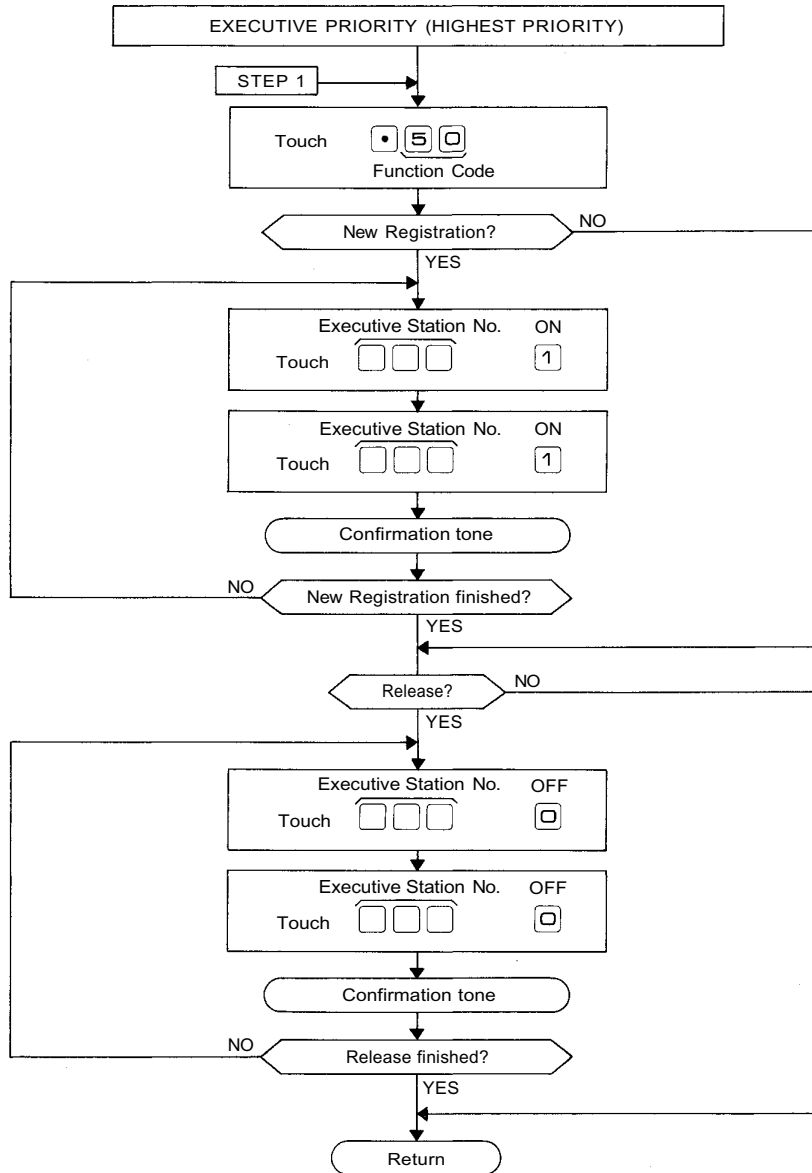 EXECUTIVE PRIORITY (HIGHEST PRIORITY)
STEP 1
Touch • 5 0
Function Code
New Registration? NO
YES
Executive Station No. ON
Touch 1
Executive Station No. ON
Touch 1
Confirmation tone
NO New Registration finished?
YES
Release? NO
YES
Executive Station No. OFF
Touch 0
Executive Station No. OFF
Touch 0
Confirmation tone
NO Release finished?
YES
Return